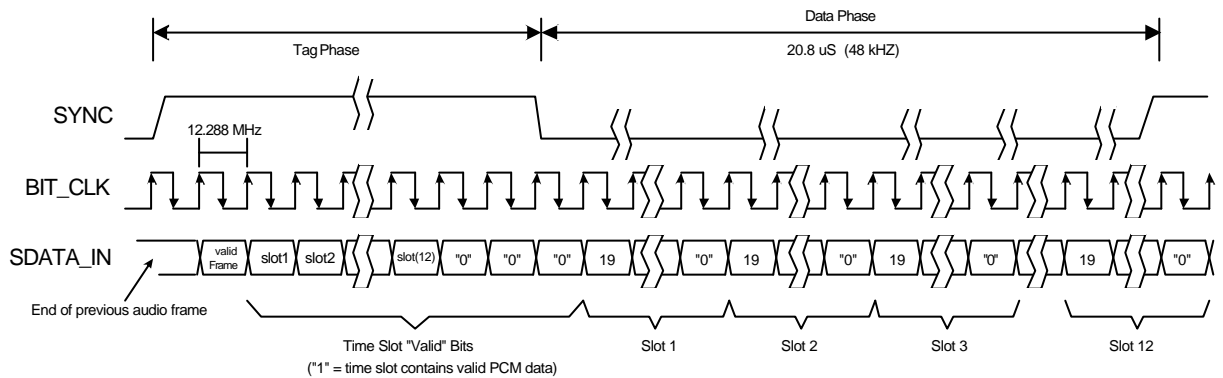 Data Phase
Tag Phase
20.8 uS (48 kHZ)
SYNC
12.288 MHz
BIT_CLK
SDATA_IN
valid Frame
slot1
slot2
slot(12)
"0"
"0"
"0"
19
"0"
19
"0"
19
"0"
19
"0"
End of previous audio frame
Time Slot "Valid" Bits
("1" = time slot contains valid PCM data)
Slot 1
Slot 2
Slot 3
Slot 12